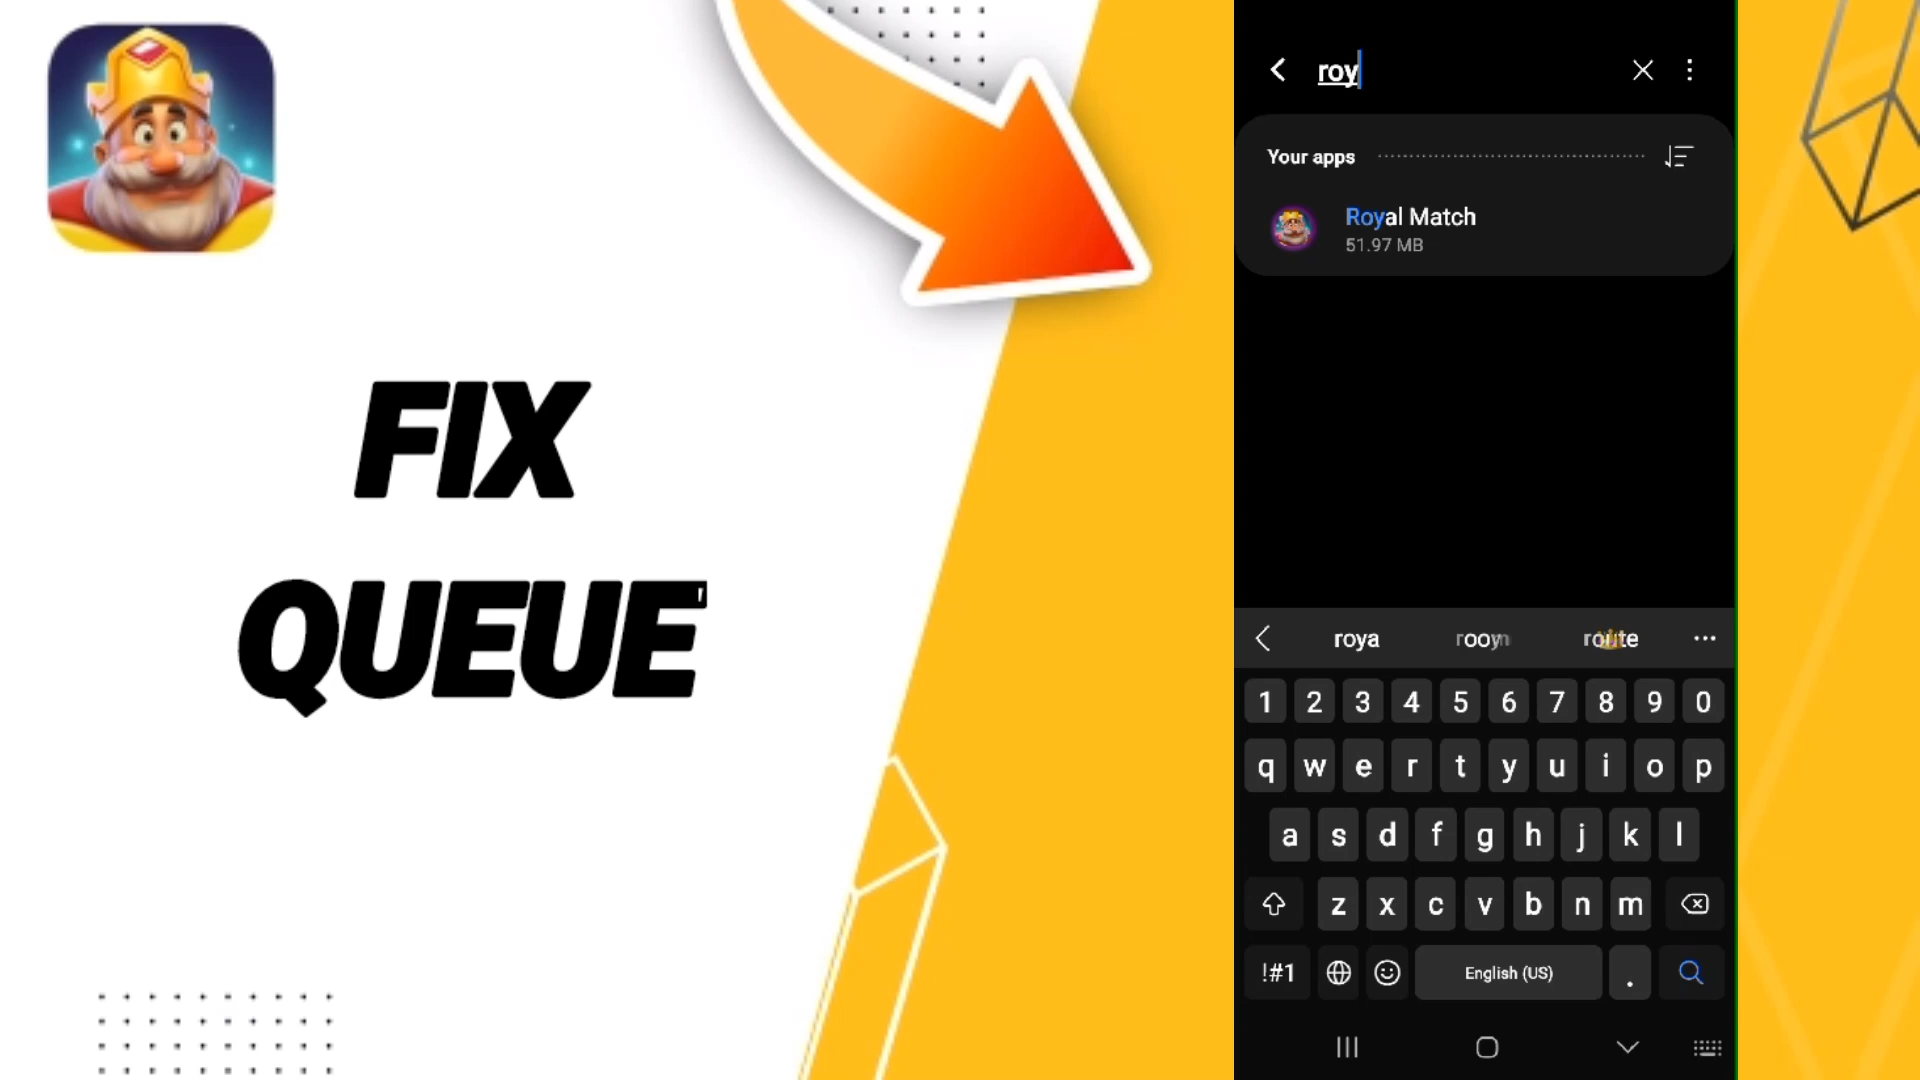 FIX
QUEUE
roy
Your apps
Royal Match
51.97 MB
roya
1 2 3 4 5 6 7 8 9 0
q w e r t y u i o p
a s d f g h j k l
z x c v b n m
!#1 English (US) .